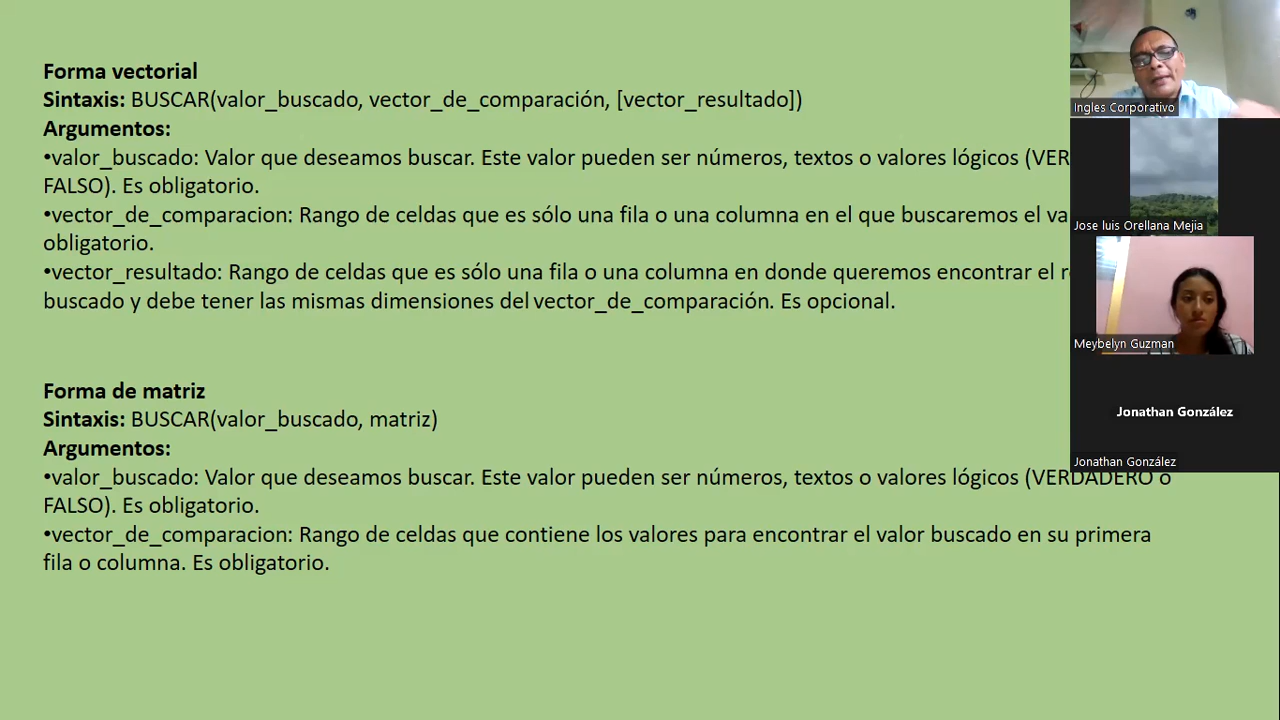 Forma vectorial
Sintaxis: BUSCAR(valor_buscado, vector_de_comparación, [vector_resultado])
Argumentos:
•valor_buscado: Valor que deseamos buscar. Este valor pueden ser números, textos o valores lógicos
FALSO). Es obligatorio.
•vector_de_comparacion: Rango de celdas que es sólo una fila o una columna en el que buscaremos el
obligatorio.
•vector_resultado: Rango de celdas que es sólo una fila o una columna en donde queremos encontrar el
buscado y debe tener las mismas dimensiones del vector_de_comparación. Es opcional.
Forma de matriz
Sintaxis: BUSCAR(valor_buscado, matriz)
Argumentos:
•valor_buscado: Valor que deseamos buscar. Este valor pueden ser números, textos o valores lógicos (VERDADERO o
FALSO). Es obligatorio.
•vector_de_comparacion: Rango de celdas que contiene los valores para encontrar el valor buscado en su primera
fila o columna. Es obligatorio.
Ingles Corporativo
Jose luis Orellana Mejia
Meybelyn Guzman
Jonathan González
Jonathan González